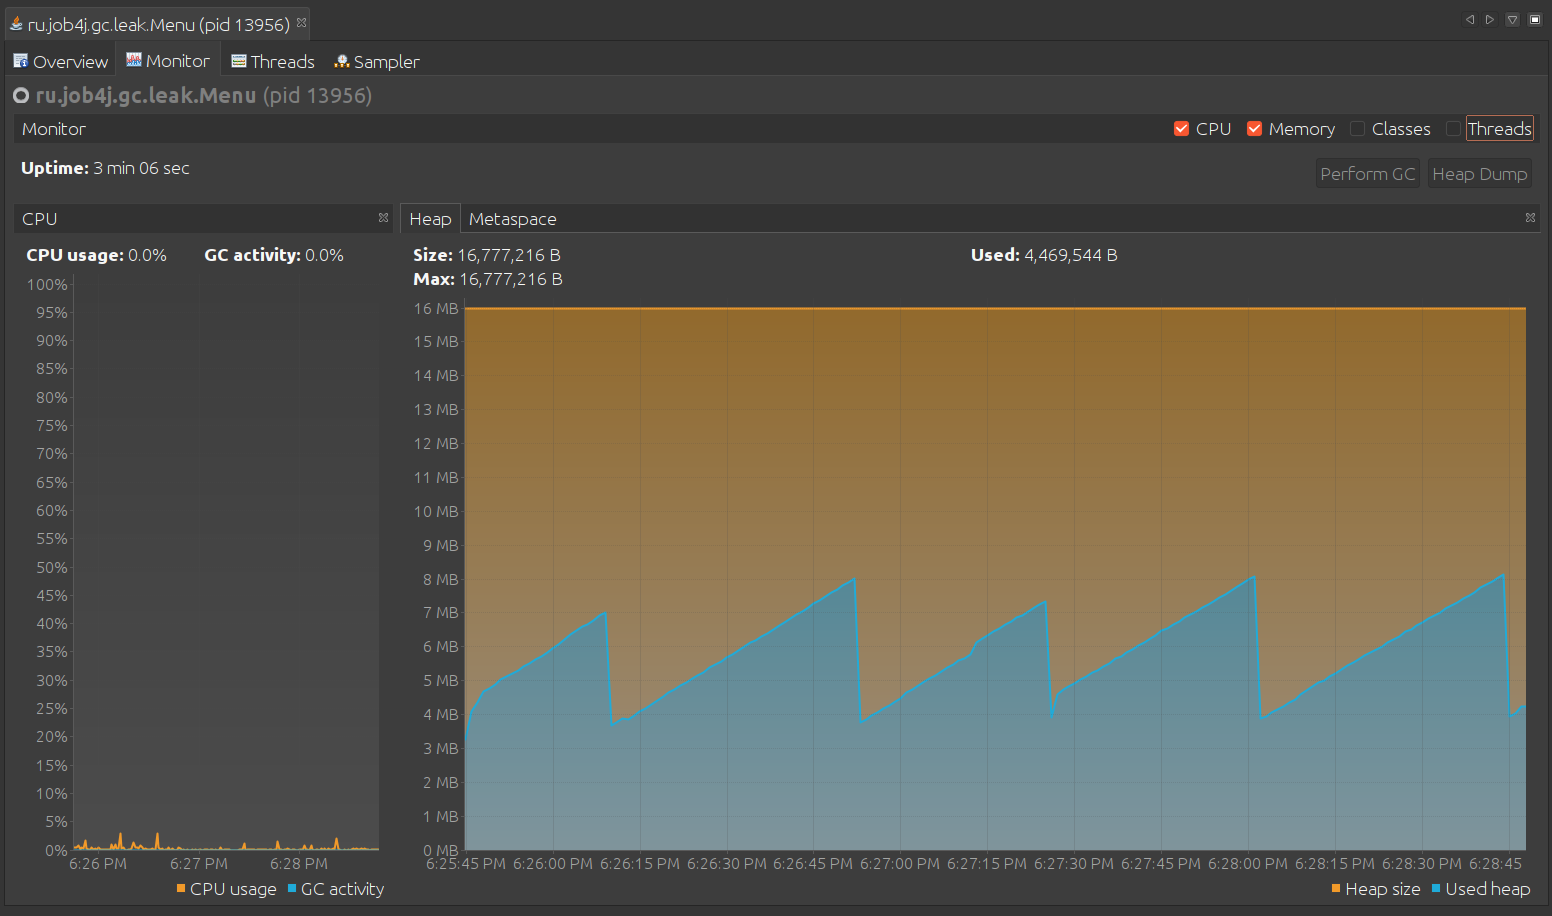 ru.job4j.gc.leak.Menu (pid 13956)
Overview Monitor Threads Sampler
ru.job4j.gc.leak.Menu (pid 13956)
Monitor CPU Memory Classes Threads
Uptime: 3 min 06 sec
Perform GC Heap Dump
CPU
CPU usage: 0.0% GC activity: 0.0%
100%
95%
90%
85%
80%
75%
70%
65%
60%
55%
50%
45%
40%
35%
30%
25%
20%
15%
10%
5%
0%
6:26 PM 6:27 PM 6:28 PM
CPU usage GC activity
Heap Metaspace
Size: 16,777,216 B Used: 4,469,544 B
Max: 16,777,216 B
16 MB
15 MB
14 MB
13 MB
12 MB
11 MB
10 MB
9 MB
8 MB
7 MB
6 MB
5 MB
4 MB
3 MB
2 MB
1 MB
0 MB
6:25:45 PM 6:26:00 PM 6:26:15 PM 6:26:30 PM 6:26:45 PM 6:27:00 PM 6:27:15 PM 6:27:30 PM 6:27:45 PM 6:28:00 PM 6:28:15 PM 6:28:30 PM 6:28:45
Heap size Used heap